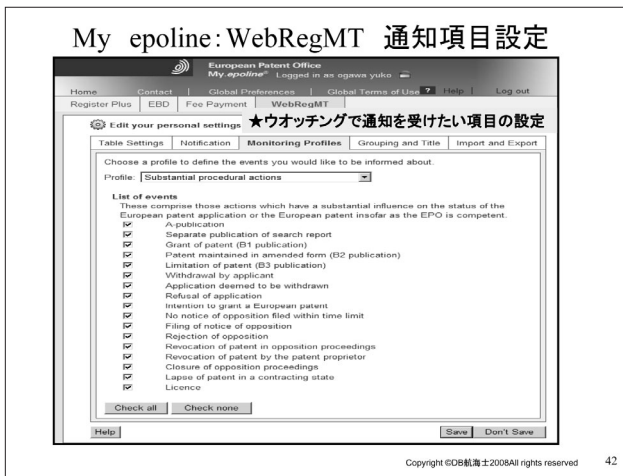 My epoline：WebRegMT 通知項目設定
European Patent Office
My.epoline® Logged in as ogawa yuko
Home Contact | Global Preferences | Global Terms of Use ? Help | Log out
Register Plus EBD Fee Payment WebRegMT
Edit your personal settings ★ウオッチングで通知を受けたい項目の設定
Table Settings Notification Monitoring Profiles Grouping and Title Import and Export
Choose a profile to define the events you would like to be informed about.
Profile: Substantial procedural actions
List of events
These comprise those actions which have a substantial influence on the status of the
European patent application or the European patent insofar as the EPO is competent.
A-publication
Separate publication of search report
Grant of patent (B1 publication)
Patent maintained in amended form (B2 publication)
Limitation of patent (B3 publication)
Withdrawal by applicant
Application deemed to be withdrawn
Refusal of application
Intention to grant a European patent
No notice of opposition filed within time limit
Filing of notice of opposition
Rejection of opposition
Revocation of patent in opposition proceedings
Revocation of patent by the patent proprietor
Closure of opposition proceedings
Lapse of patent in a contracting state
Licence
Check all Check none
Help Save Don't Save
Copyright ©DB航海士2008All rights reserved 42